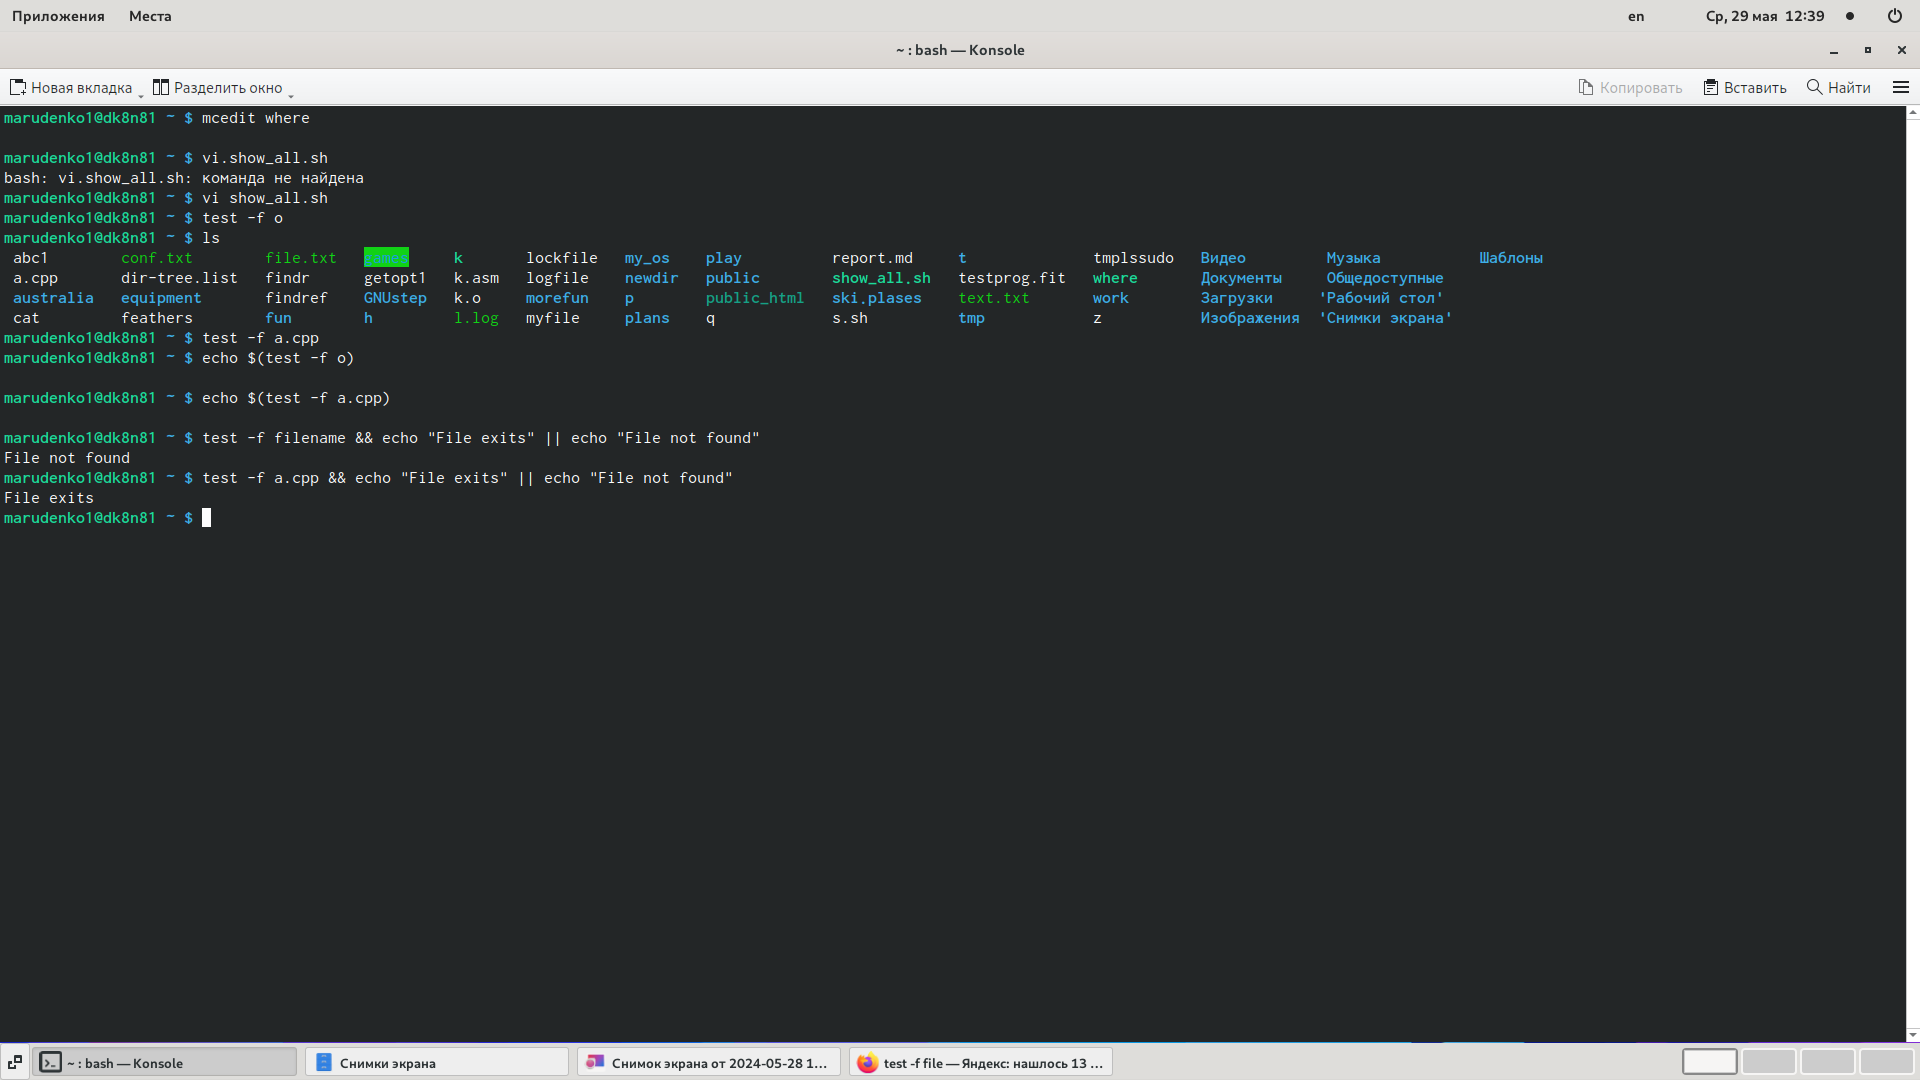 Приложения Места en Ср, 29 мая 12:39
~ : bash — Konsole
Новая вкладка Разделить окно Копировать Вставить Найти
marudenko1@dk8n81 ~ $ mcedit where
marudenko1@dk8n81 ~ $ vi.show_all.sh
bash: vi.show_all.sh: команда не найдена
marudenko1@dk8n81 ~ $ vi show_all.sh
marudenko1@dk8n81 ~ $ test -f o
marudenko1@dk8n81 ~ $ ls
abc1 conf.txt file.txt games k lockfile my_os play report.md t tmplssudo Видео Музыка Шаблоны
a.cpp dir-tree.list findr getopt1 k.asm logfile newdir public show_all.sh testprog.fit where Документы Общедоступные
australia equipment findref GNUstep k.o morefun p public_html ski.plases text.txt work Загрузки 'Рабочий стол'
cat feathers fun h l.log myfile plans q s.sh tmp z Изображения 'Снимки экрана'
marudenko1@dk8n81 ~ $ test -f a.cpp
marudenko1@dk8n81 ~ $ echo $(test -f o)
marudenko1@dk8n81 ~ $ echo $(test -f a.cpp)
marudenko1@dk8n81 ~ $ test -f filename && echo "File exits" || echo "File not found"
File not found
marudenko1@dk8n81 ~ $ test -f a.cpp && echo "File exits" || echo "File not found"
File exits
marudenko1@dk8n81 ~ $
~ : bash — Konsole Снимки экрана Снимок экрана от 2024-05-28 1... test -f file — Яндекс: нашлось 13 ...